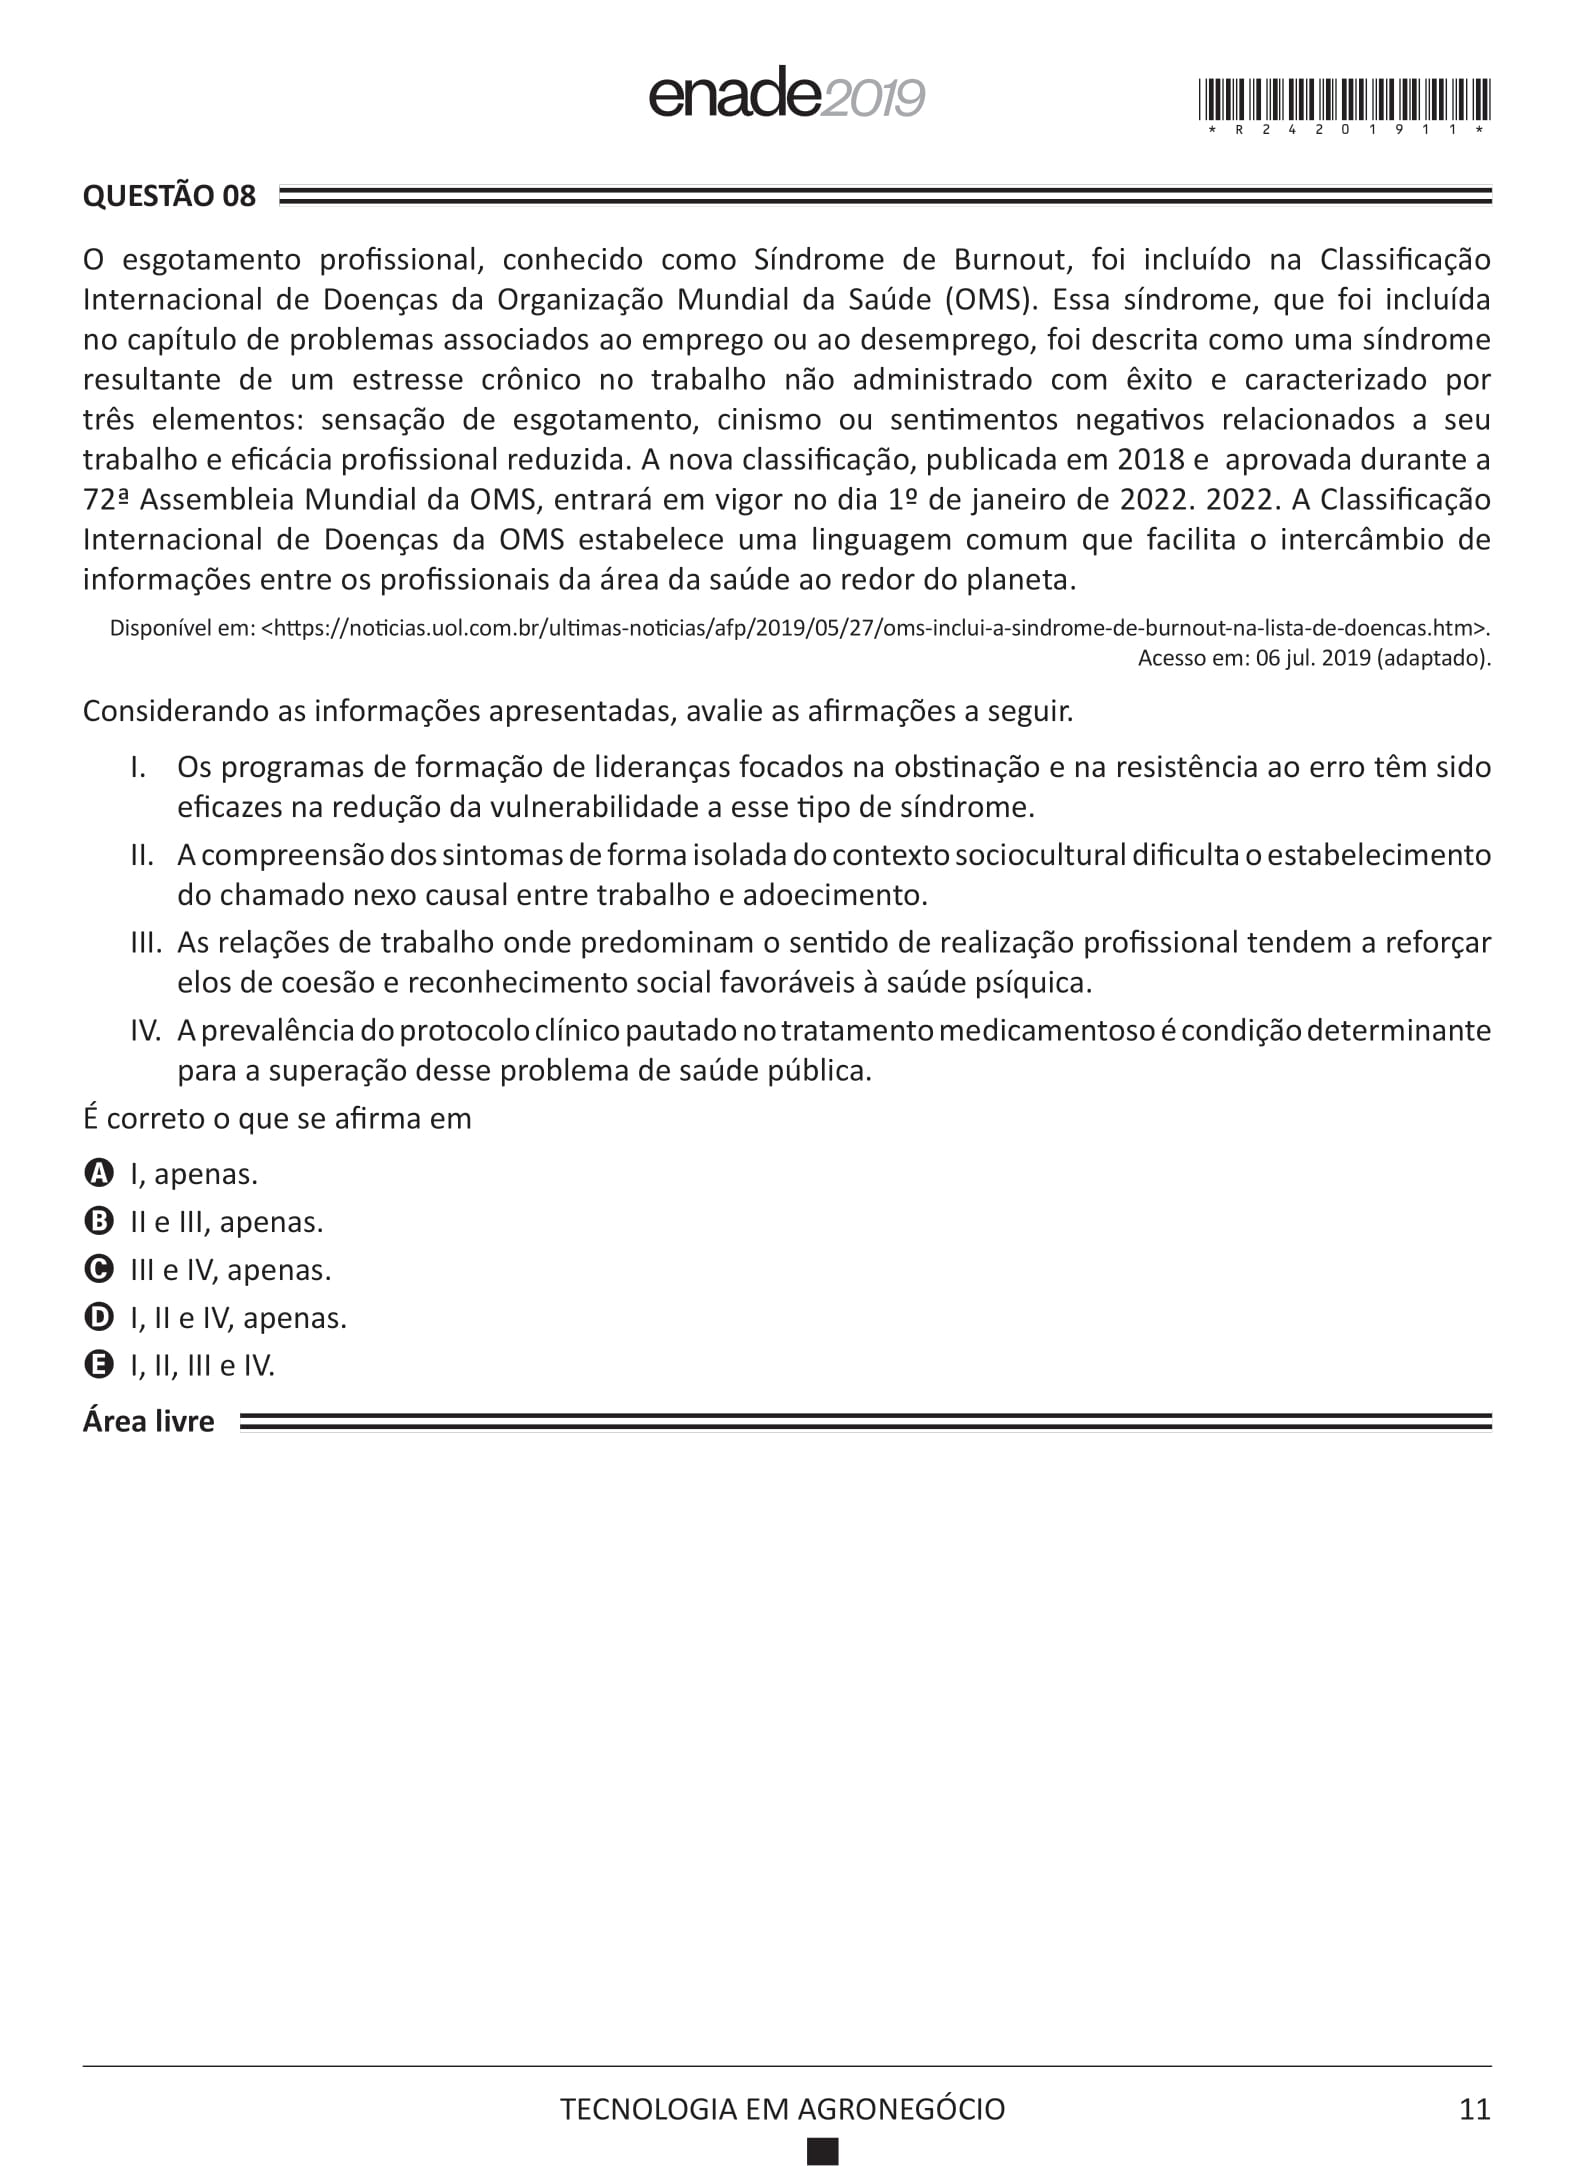 enade2019
*R24201911*
QUESTÃO 08
O esgotamento profissional, conhecido como Síndrome de Burnout, foi incluído na Classificação
Internacional de Doenças da Organização Mundial da Saúde (OMS). Essa síndrome, que foi incluída
no capítulo de problemas associados ao emprego ou ao desemprego, foi descrita como uma síndrome
resultante de um estresse crônico no trabalho não administrado com êxito e caracterizado por
três elementos: sensação de esgotamento, cinismo ou sentimentos negativos relacionados a seu
trabalho e eficácia profissional reduzida. A nova classificação, publicada em 2018 e aprovada durante a
72ª Assembleia Mundial da OMS, entrará em vigor no dia 1º de janeiro de 2022. 2022. A Classificação
Internacional de Doenças da OMS estabelece uma linguagem comum que facilita o intercâmbio de
informações entre os profissionais da área da saúde ao redor do planeta.
Disponível em: <https://noticias.uol.com.br/ultimas-noticias/afp/2019/05/27/oms-inclui-a-sindrome-de-burnout-na-lista-de-doencas.htm>.
Acesso em: 06 jul. 2019 (adaptado).
Considerando as informações apresentadas, avalie as afirmações a seguir.
I. Os programas de formação de lideranças focados na obstinação e na resistência ao erro têm sido
eficazes na redução da vulnerabilidade a esse tipo de síndrome.
II. A compreensão dos sintomas de forma isolada do contexto sociocultural dificulta o estabelecimento
do chamado nexo causal entre trabalho e adoecimento.
III. As relações de trabalho onde predominam o sentido de realização profissional tendem a reforçar
elos de coesão e reconhecimento social favoráveis à saúde psíquica.
IV. A prevalência do protocolo clínico pautado no tratamento medicamentoso é condição determinante
para a superação desse problema de saúde pública.
É correto o que se afirma em
A I, apenas.
B II e III, apenas.
C III e IV, apenas.
D I, II e IV, apenas.
E I, II, III e IV.
Área livre
TECNOLOGIA EM AGRONEGÓCIO
11